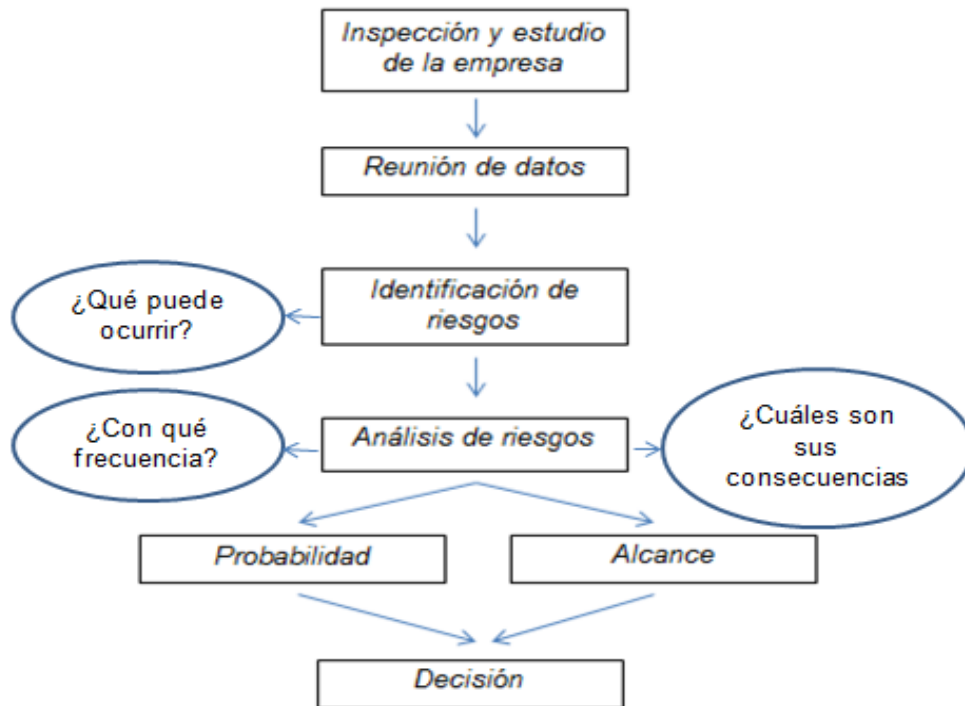 Inspección y estudio
de la empresa
Reunión de datos
Identificación de
riesgos
¿Qué puede
ocurrir?
Análisis de riesgos
¿Con qué
frecuencia?
¿Cuáles son
sus
consecuencias
Probabilidad
Alcance
Decisión